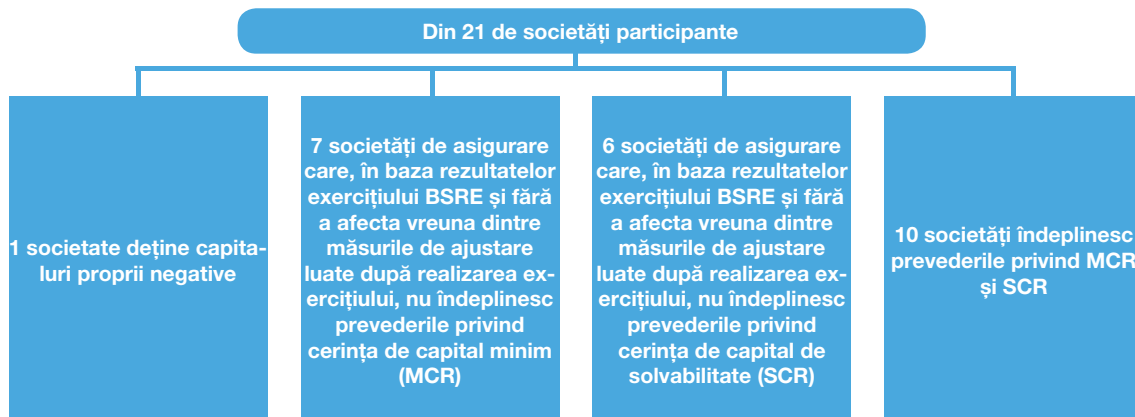 Din 21 de societăți participante
1 societate deține capita-
luri proprii negative
7 societăți de asigurare
care, în baza rezultatelor
exercițiului BSRE și fără
a afecta vreuna dintre
măsurile de ajustare
luate după realizarea ex-
ercițiului, nu îndeplinesc
prevederile privind
cerința de capital minim
(MCR)
6 societăți de asigurare
care, în baza rezultatelor
exercițiului BSRE și fără
a afecta vreuna dintre
măsurile de ajustare
luate după realizarea ex-
ercițiului, nu îndeplinesc
prevederile privind
cerința de capital de
solvabilitate (SCR)
10 societăți îndeplinesc
prevederile privind MCR
și SCR